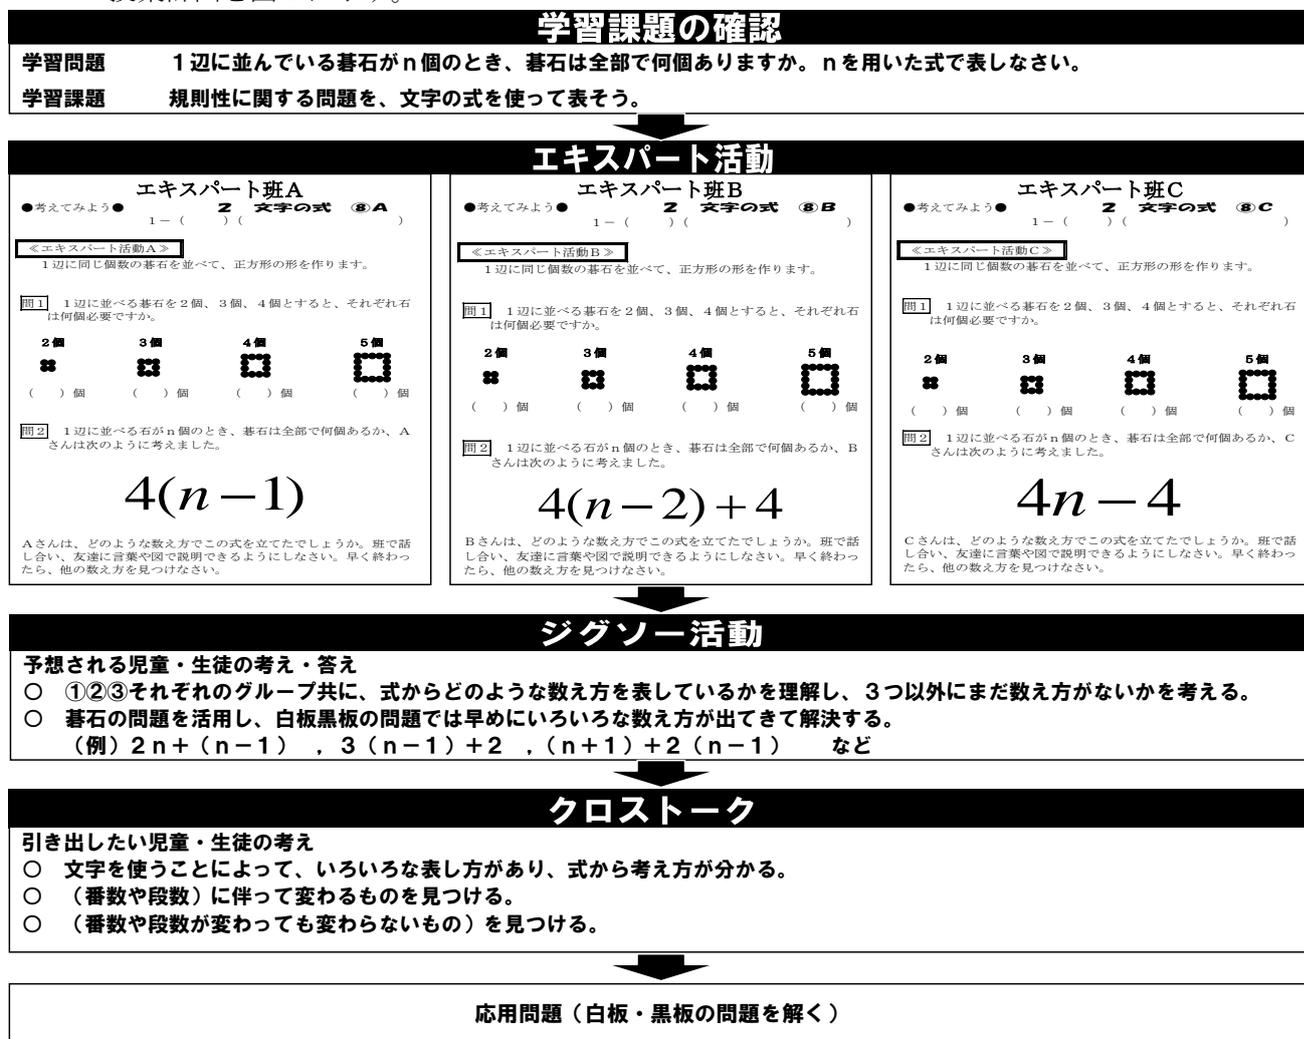 学習課題の確認
学習問題　１辺に並んでいる碁石がｎ個のとき、碁石は全部で何個ありますか。ｎを用いた式で表しなさい。
学習課題　規則性に関する問題を、文字の式を使って表そう。
エキスパート活動
エキスパート班A
●考えてみよう●　２　文字の式　⑧A
１－（　　）（　　　　　　　）
≪エキスパート活動A≫
１辺に同じ個数の碁石を並べて、正方形の形を作ります。
問１　１辺に並べる碁石を２個、３個、４個とすると、それぞれ石
は何個必要ですか。
２個　３個　４個　５個
（　）個　（　）個　（　）個　（　）個
問２　１辺に並べる石がｎ個のとき、碁石は全部で何個あるか、A
さんは次のように考えました。
4(n－1)
Aさんは、どのような数え方でこの式を立てたでしょうか。班で話
し合い、友達に言葉や図で説明できるようにしなさい。早く終わっ
たら、他の数え方を見つけなさい。
エキスパート班B
●考えてみよう●　２　文字の式　⑧B
１－（　　）（　　　　　　　）
≪エキスパート活動B≫
１辺に同じ個数の碁石を並べて、正方形の形を作ります。
問１　１辺に並べる碁石を２個、３個、４個とすると、それぞれ石
は何個必要ですか。
２個　３個　４個　５個
（　）個　（　）個　（　）個　（　）個
問２　１辺に並べる石がｎ個のとき、碁石は全部で何個あるか、B
さんは次のように考えました。
4(n－2)＋4
Bさんは、どのような数え方でこの式を立てたでしょうか。班で話
し合い、友達に言葉や図で説明できるようにしなさい。早く終わっ
たら、他の数え方を見つけなさい。
エキスパート班C
●考えてみよう●　２　文字の式　⑧C
１－（　　）（　　　　　　　）
≪エキスパート活動C≫
１辺に同じ個数の碁石を並べて、正方形の形を作ります。
問１　１辺に並べる碁石を２個、３個、４個とすると、それぞれ石
は何個必要ですか。
２個　３個　４個　５個
（　）個　（　）個　（　）個　（　）個
問２　１辺に並べる石がｎ個のとき、碁石は全部で何個あるか、C
さんは次のように考えました。
4n－4
Cさんは、どのような数え方でこの式を立てたでしょうか。班で話
し合い、友達に言葉や図で説明できるようにしなさい。早く終わっ
たら、他の数え方を見つけなさい。
ジグソー活動
予想される児童・生徒の考え・答え
○　①②③それぞれのグループ共に、式からどのような数え方を表しているかを理解し、３つ以外にまだ数え方がないかを考える。
○　碁石の問題を活用し、白板黒板の問題では早めにいろいろな数え方が出てきて解決する。
（例）２ｎ＋（ｎ－１）　，３（ｎ－１）＋２　，（ｎ＋１）＋２（ｎ－１）　　など
クロストーク
引き出したい児童・生徒の考え
○　文字を使うことによって、いろいろな表し方があり、式から考え方が分かる。
○　（番数や段数）に伴って変わるものを見つける。
○　（番数や段数が変わっても変わらないもの）を見つける。
応用問題（白板・黒板の問題を解く）